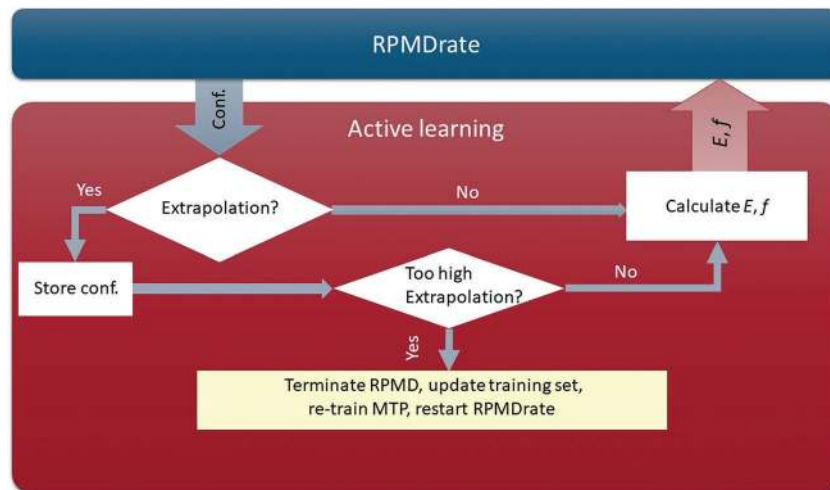 RPMDrate
Conf.
E, f
Active learning
Yes
No
Extrapolation?
Calculate E, f
Store conf.
Too high
Extrapolation?
No
Yes
Terminate RPMD, update training set,
re-train MTP, restart RPMDrate